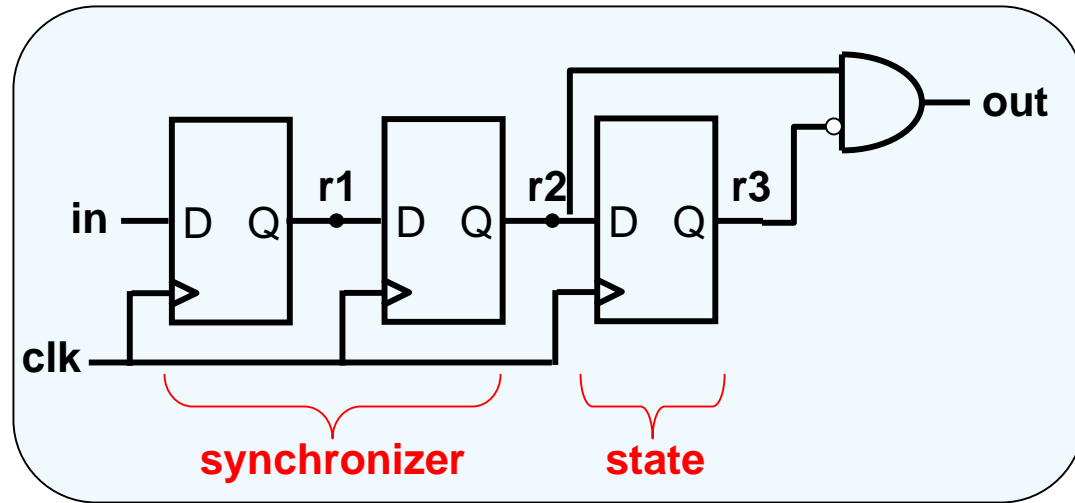 out
r1
r2
r3
in
D
Q
D
Q
D
Q
clk
synchronizer
state